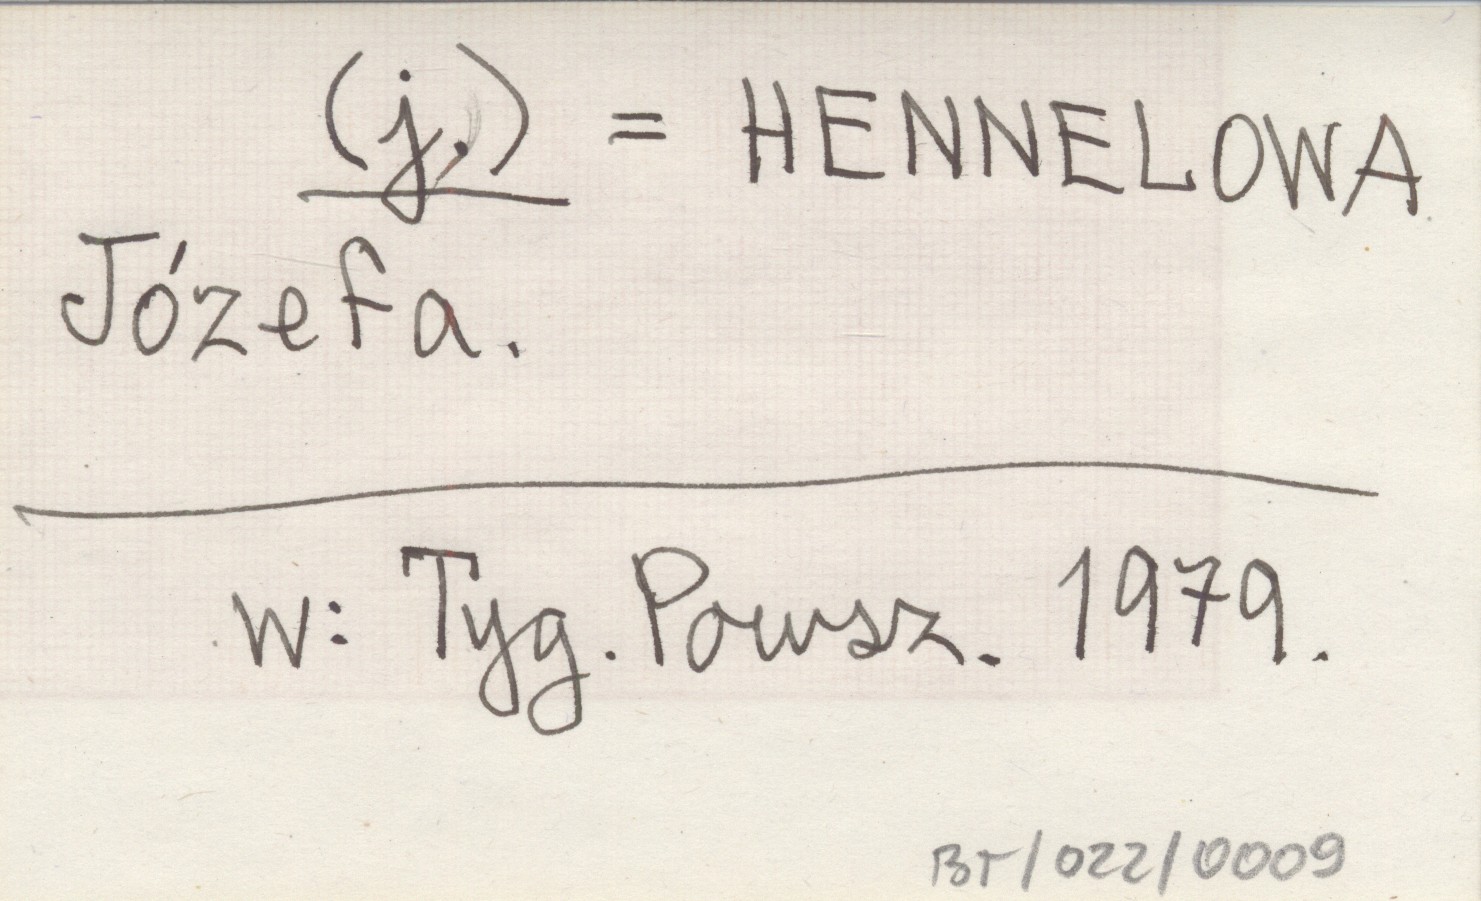 (j.) = HENNELOWA
Józefa.
w: Tyg. Powsz. 1979.
BT/022/0009